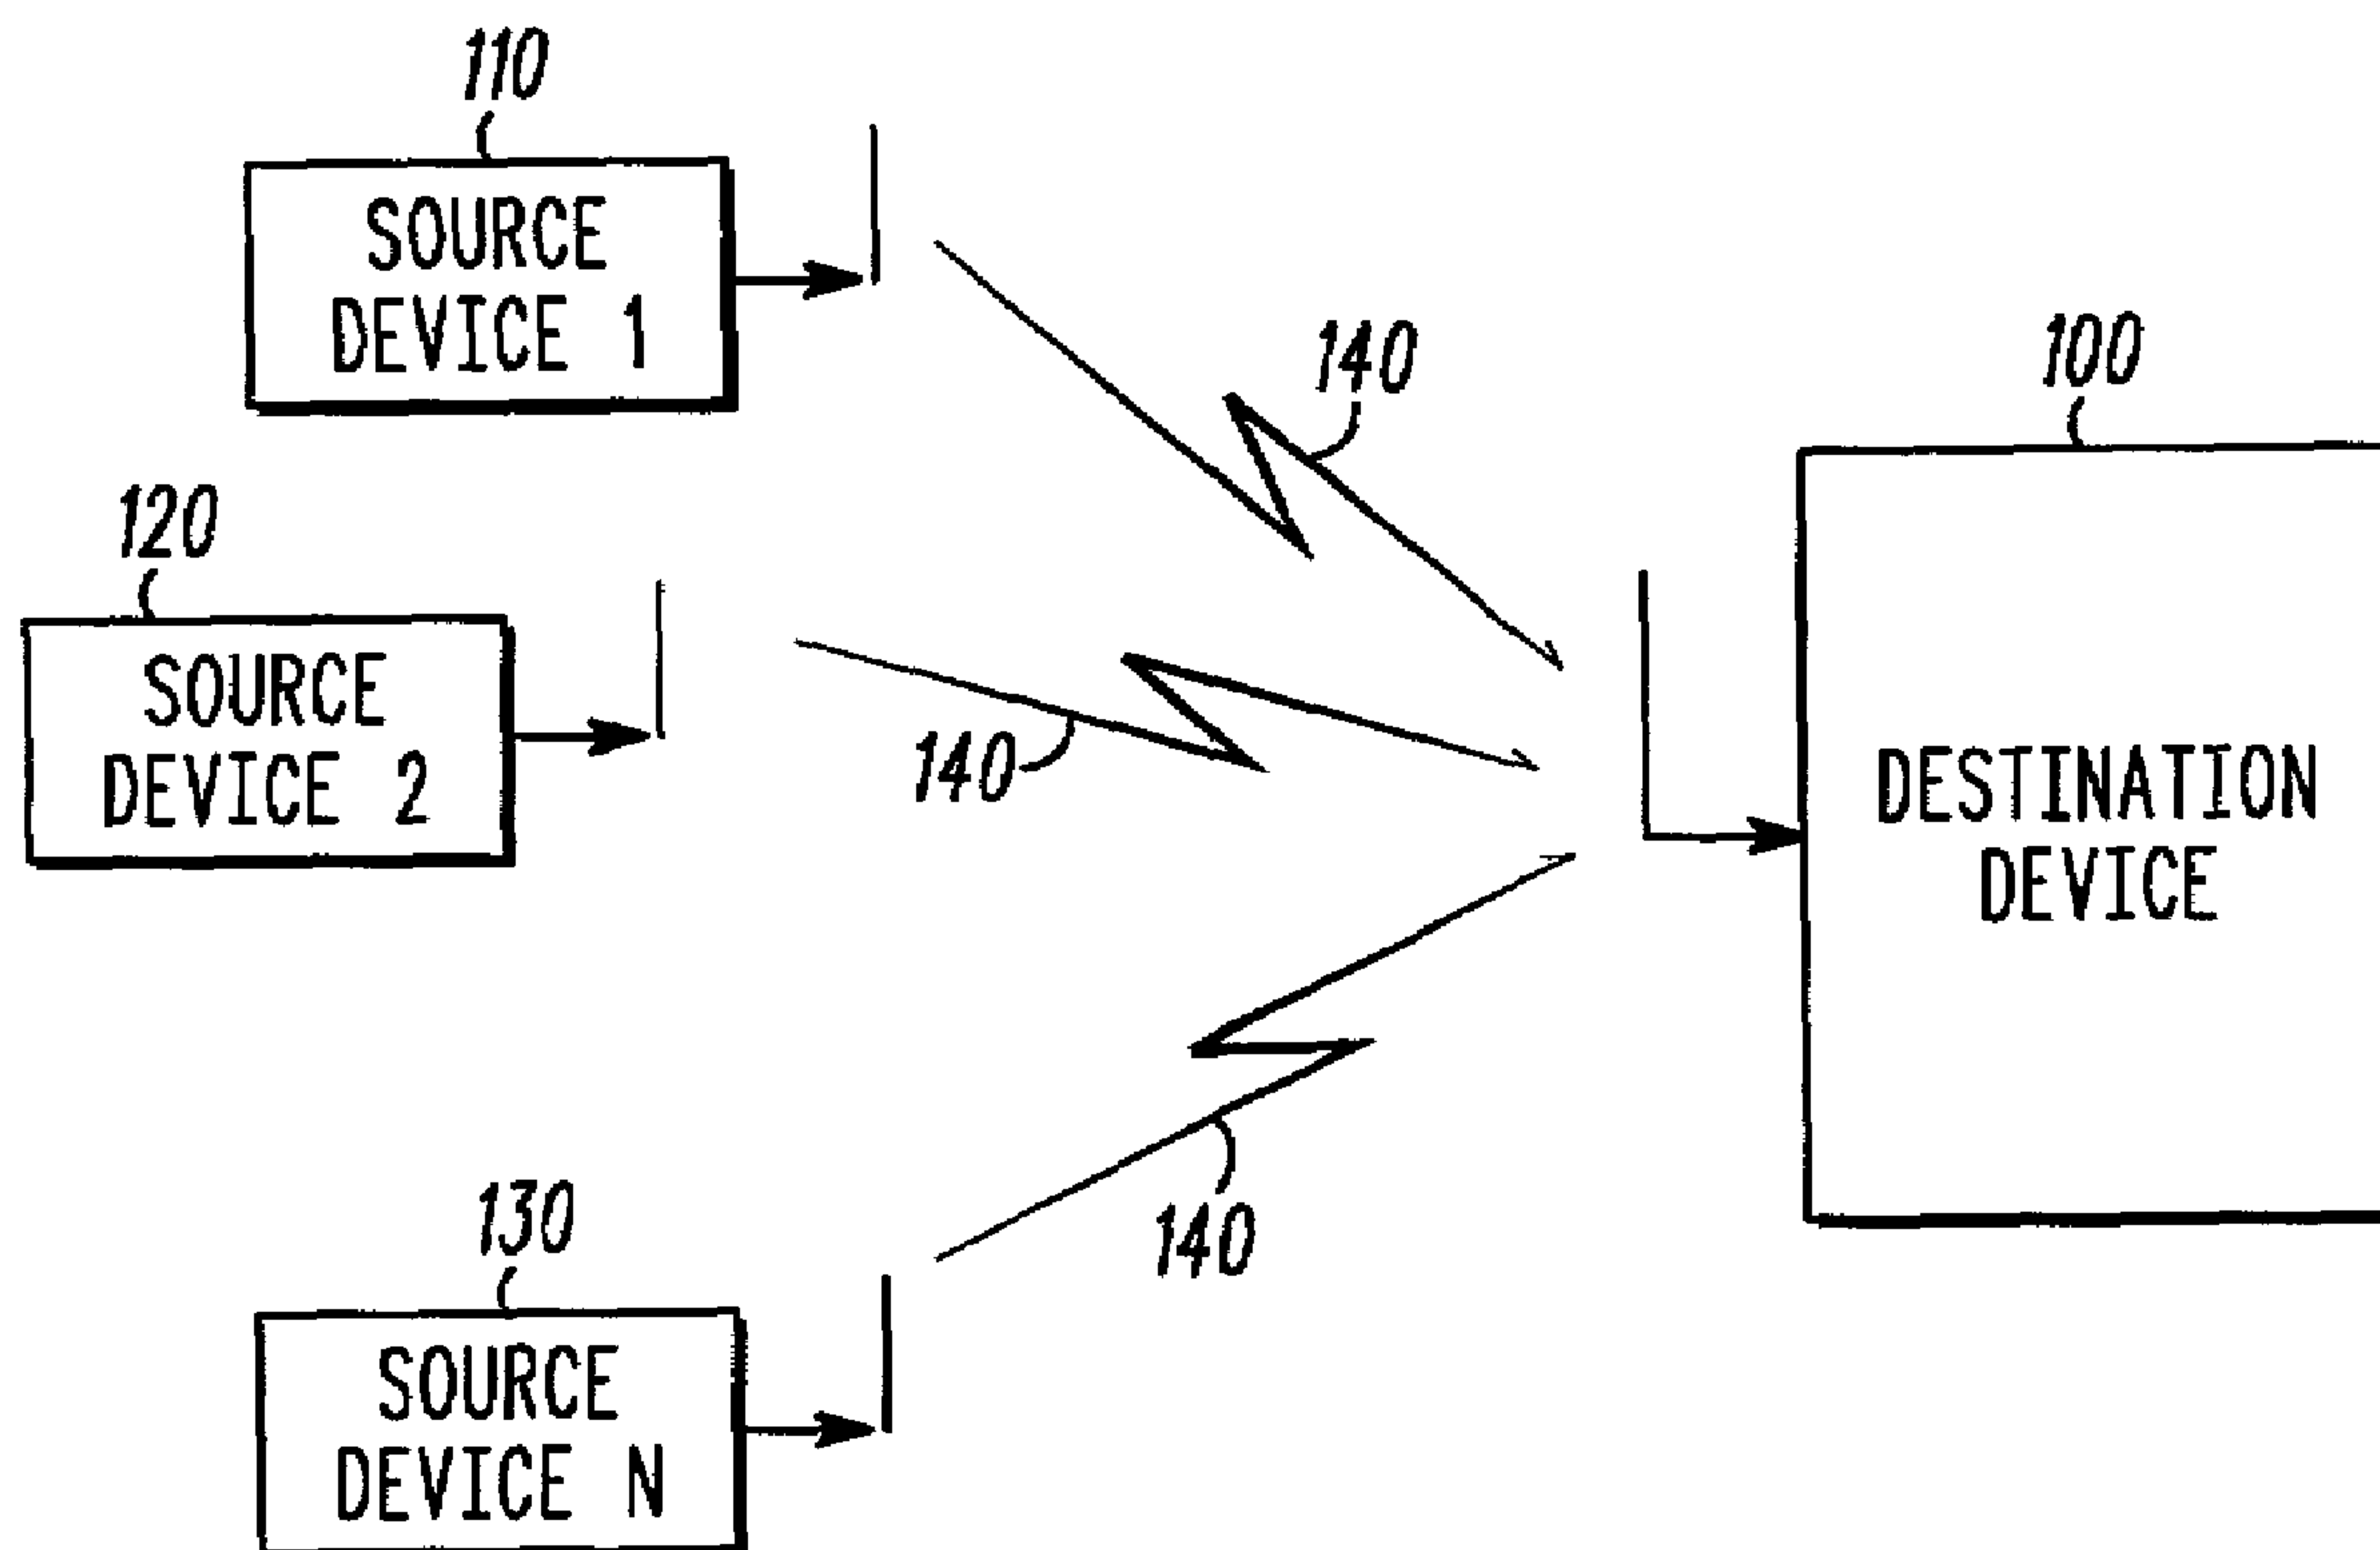 110
SOURCE
DEVICE 1
140
100
120
SOURCE
DEVICE 2
140
DESTINATION
DEVICE
130
SOURCE
DEVICE N
140